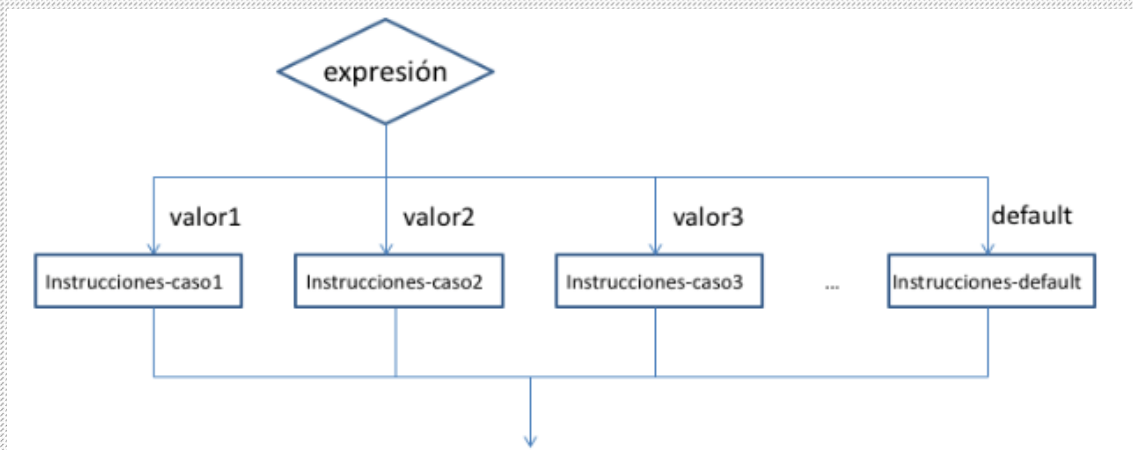 expresión
valor1
valor2
valor3
default
Instrucciones-caso1
Instrucciones-caso2
Instrucciones-caso3
...
Instrucciones-default